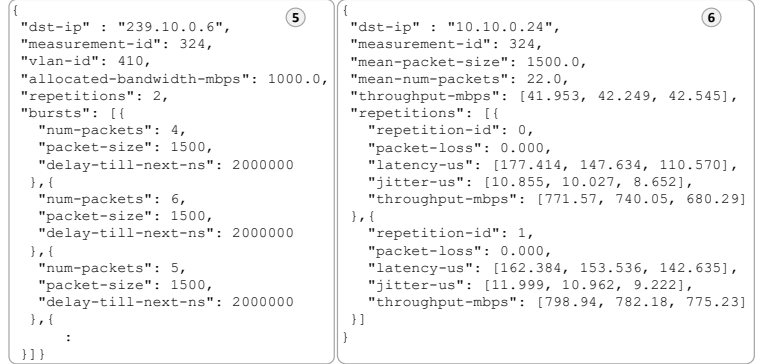 5
{
"dst-ip" : "239.10.0.6",
"measurement-id": 324,
"vlan-id": 410,
"allocated-bandwidth-mbps": 1000.0,
"repetitions": 2,
"bursts": [{
"num-packets": 4,
"packet-size": 1500,
"delay-till-next-ns": 2000000
},{
"num-packets": 6,
"packet-size": 1500,
"delay-till-next-ns": 2000000
},{
"num-packets": 5,
"packet-size": 1500,
"delay-till-next-ns": 2000000
},{
:
}]}
6
{
"dst-ip": "10.10.0.24",
"measurement-id": 324,
"mean-packet-size": 1500.0,
"mean-num-packets": 22.0,
"throughput-mbps": [41.953, 42.249, 42.545],
"repetitions": [{
"repetition-id": 0,
"packet-loss": 0.000,
"latency-us": [177.414, 147.634, 110.570],
"jitter-us": [10.855, 10.027, 8.652],
"throughput-mbps": [771.57, 740.05, 680.29]
},{
"repetition-id": 1,
"packet-loss": 0.000,
"latency-us": [162.384, 153.536, 142.635],
"jitter-us": [11.999, 10.962, 9.222],
"throughput-mbps": [798.94, 782.18, 775.23]
}]
}